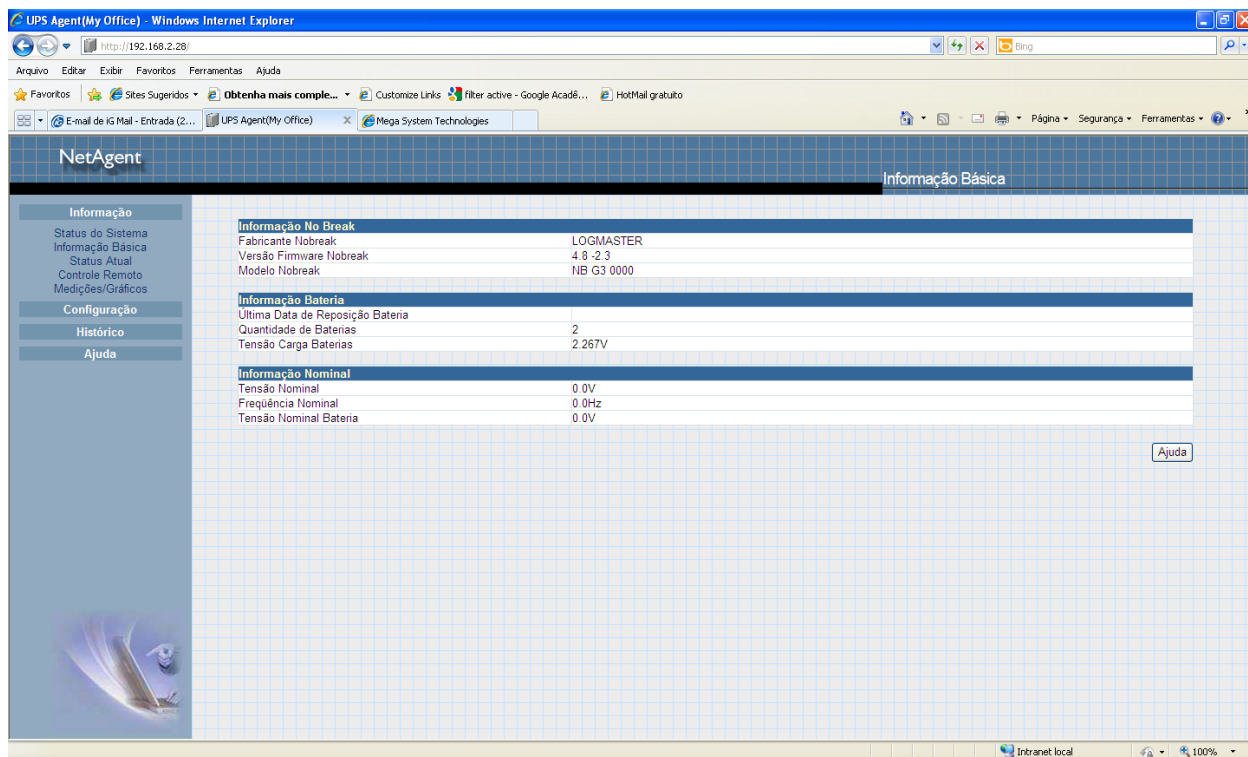 UPS Agent(My Office) - Windows Internet Explorer
http://192.168.2.28/
Bing
Arquivo Editar Exibir Favoritos Ferramentas Ajuda
Favoritos Sites Sugeridos Obtenha mais comple... Customize Links filter active - Google Acadê... HotMail gratuito
E-mail de iG Mail - Entrada (2... UPS Agent(My Office) X Mega System Technologies Página Segurança Ferramentas
NetAgent
Informação Básica
Informação
Status do Sistema
Informação Básica
Status Atual
Controle Remoto
Medições/Gráficos
Configuração
Histórico
Ajuda
Informação No Break
Fabricante Nobreak LOGMASTER
Versão Firmware Nobreak 4.8 -2.3
Modelo Nobreak NB G3 0000
Informação Bateria
Última Data de Reposição Bateria
Quantidade de Baterias 2
Tensão Carga Baterias 2.267V
Informação Nominal
Tensão Nominal 0.0V
Freqüência Nominal 0.0Hz
Tensão Nominal Bateria 0.0V
Ajuda
Intranet local 100%